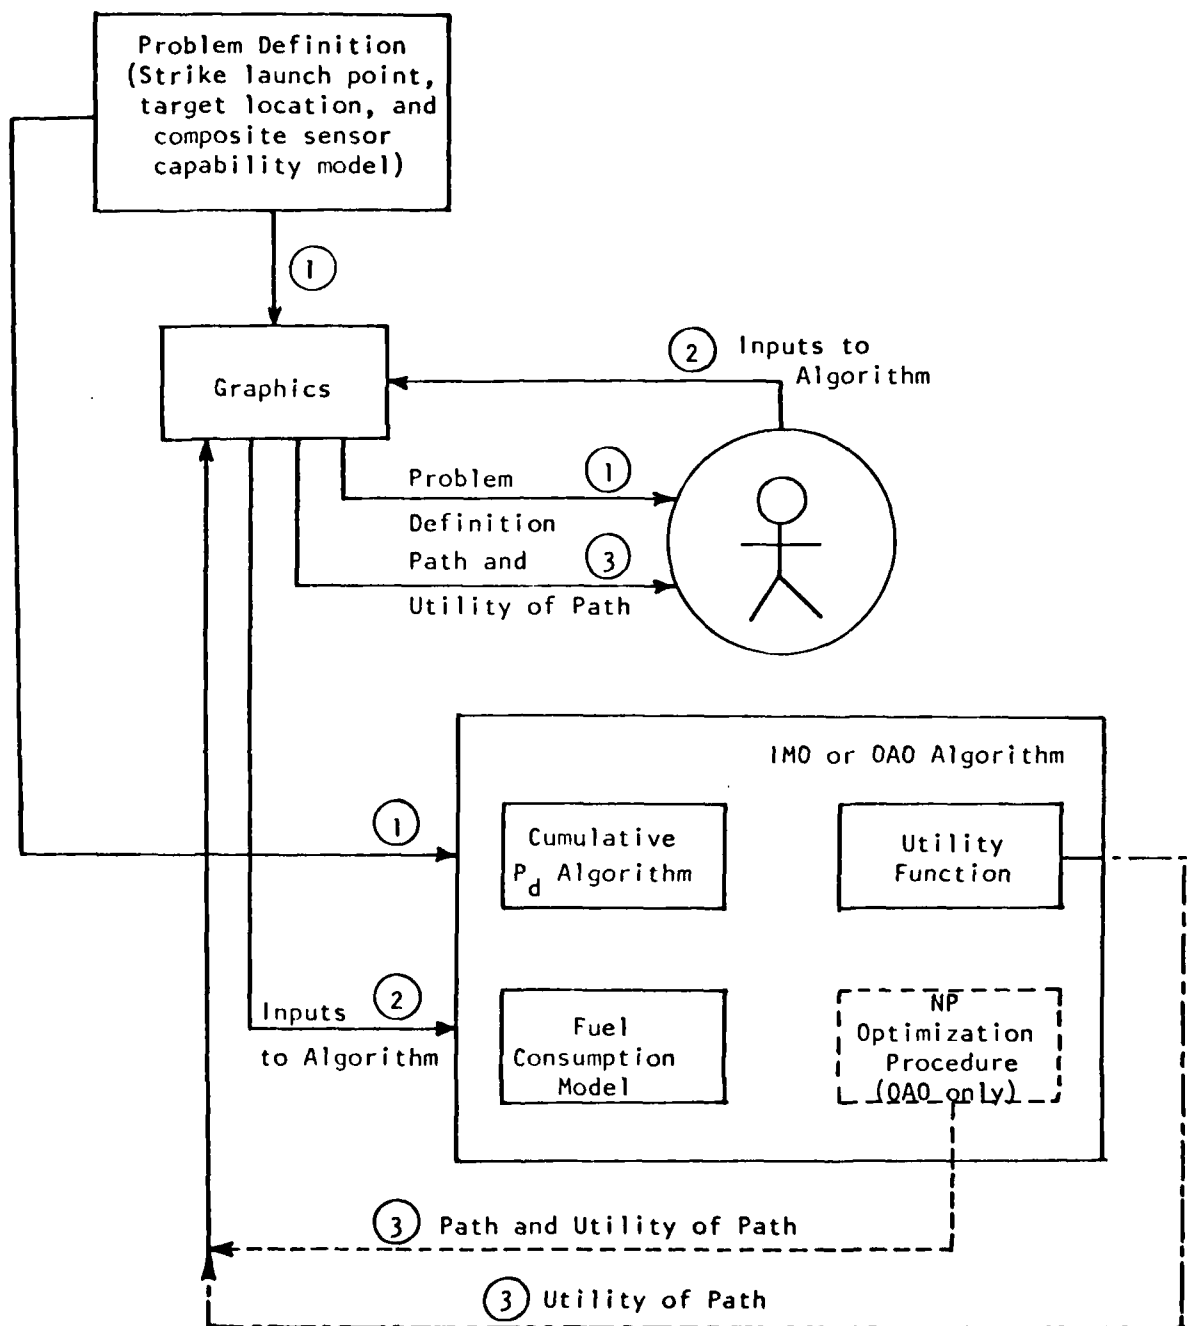 Problem Definition
(Strike launch point,
target location, and
composite sensor
capability model)
1
Graphics
2 Inputs to
Algorithm
Problem 1
Definition
Path and 3
Utility of Path
IMO or OAO Algorithm
1
Cumulative
Pd Algorithm
Utility
Function
Inputs 2
to Algorithm
Fuel
Consumption
Model
NP
Optimization
Procedure
(OAO only)
3 Path and Utility of Path
3 Utility of Path